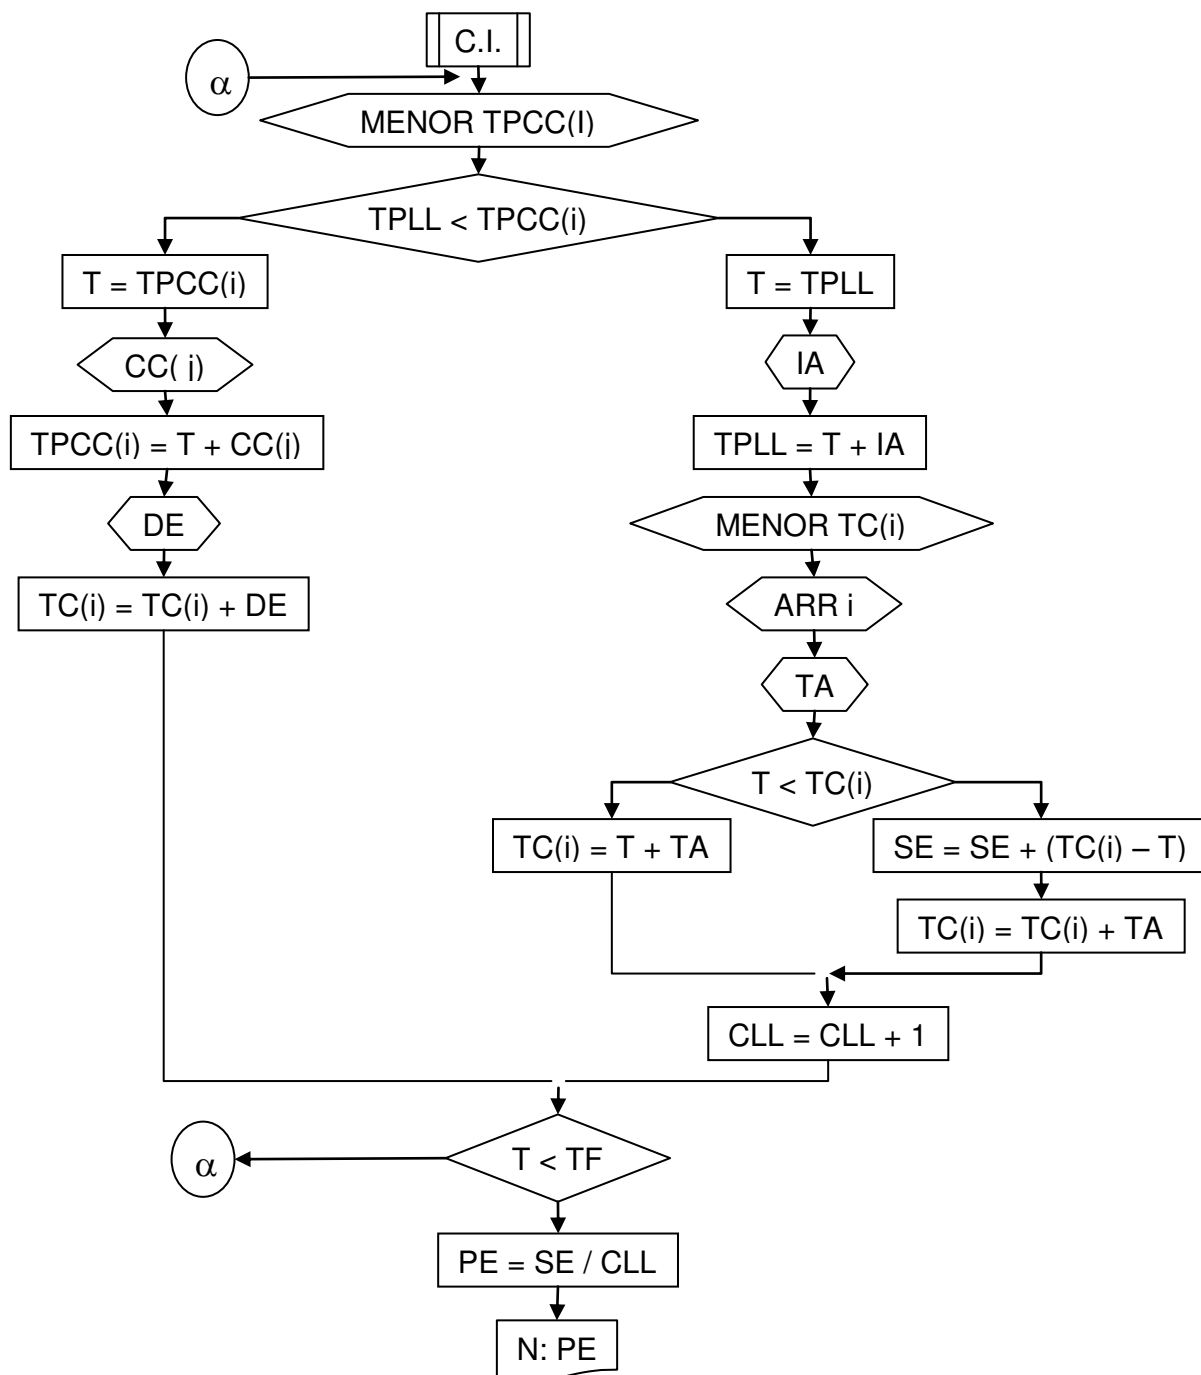 C.I.
α
MENOR TPCC(I)
TPLL < TPCC(i)
T = TPCC(i)
CC( j)
TPCC(i) = T + CC(j)
DE
TC(i) = TC(i) + DE
T = TPLL
IA
TPLL = T + IA
MENOR TC(i)
ARR i
TA
T < TC(i)
TC(i) = T + TA
SE = SE + (TC(i) – T)
TC(i) = TC(i) + TA
CLL = CLL + 1
T < TF
α
PE = SE / CLL
N: PE